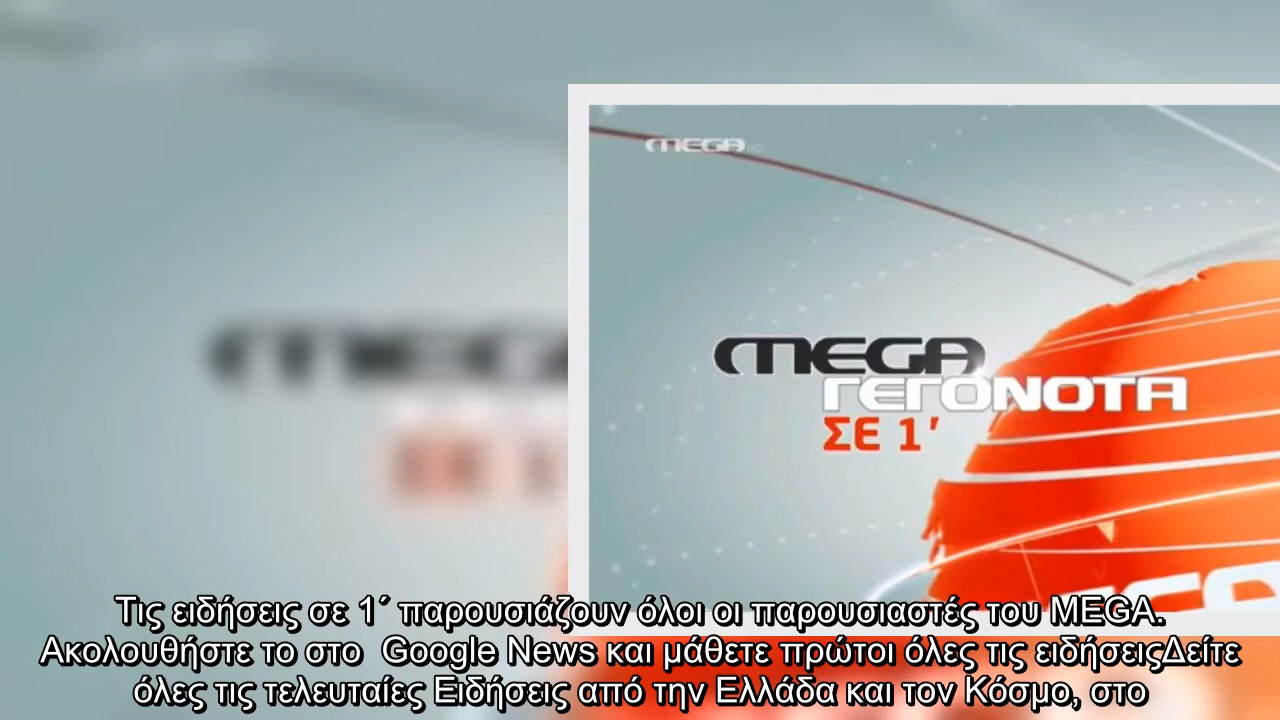 MEGA
MEGA
ΓΕΓΟΝΟΤΑ
ΣΕ 1'
Τις ειδήσεις σε 1΄ παρουσιάζουν όλοι οι παρουσιαστές του MEGA.
Ακολουθήστε το στο  Google News και μάθετε πρώτοι όλες τις ειδήσειςΔείτε
όλες τις τελευταίες Ειδήσεις από την Ελλάδα και τον Κόσμο, στο